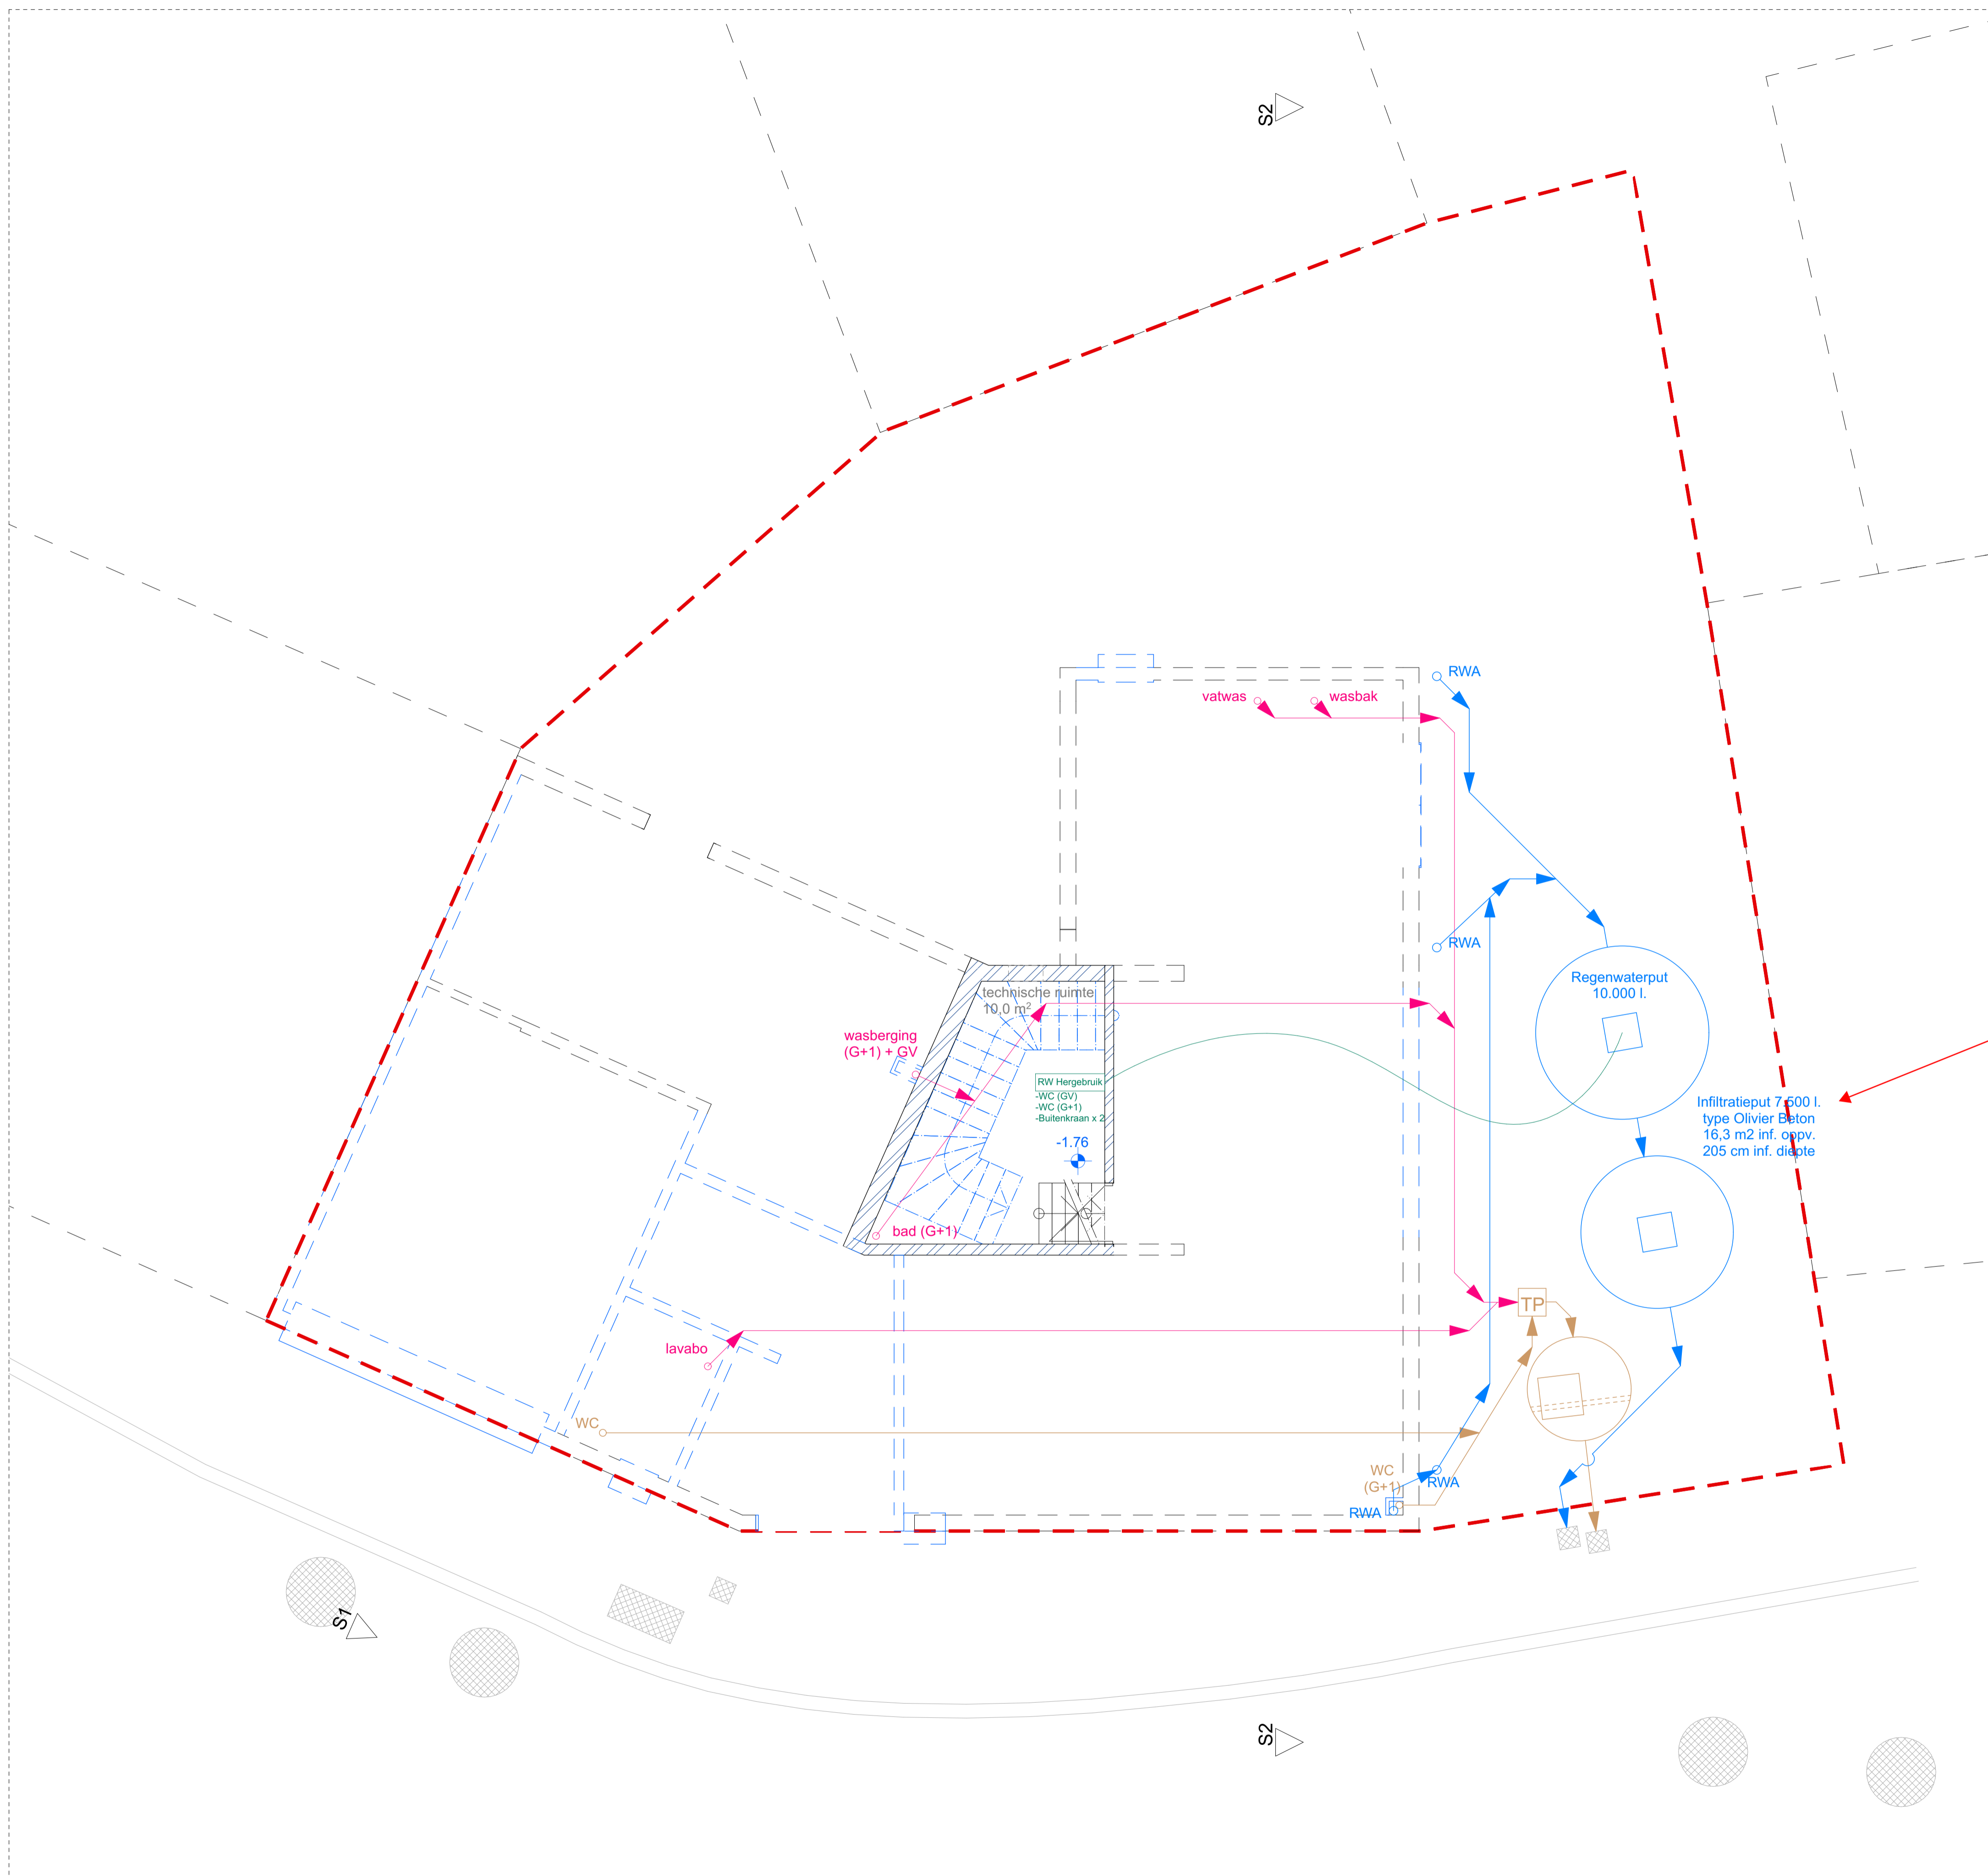 S2
RWA
vatwas
wasbak
RWA
Regenwaterput
10.000 l.
technische ruimte
10,0 m²
wasberging
(G+1) + GV
RW Hergebruik
-WC (GV)
-WC (G+1)
-Buitenkraan x 2
-1.76
Infiltratieput 7.500 l.
type Olivier Beton
16,3 m2 inf. oppv.
205 cm inf. diepte
bad (G+1)
TP
lavabo
WC
WC
(G+1)
RWA
RWA
S1
S2